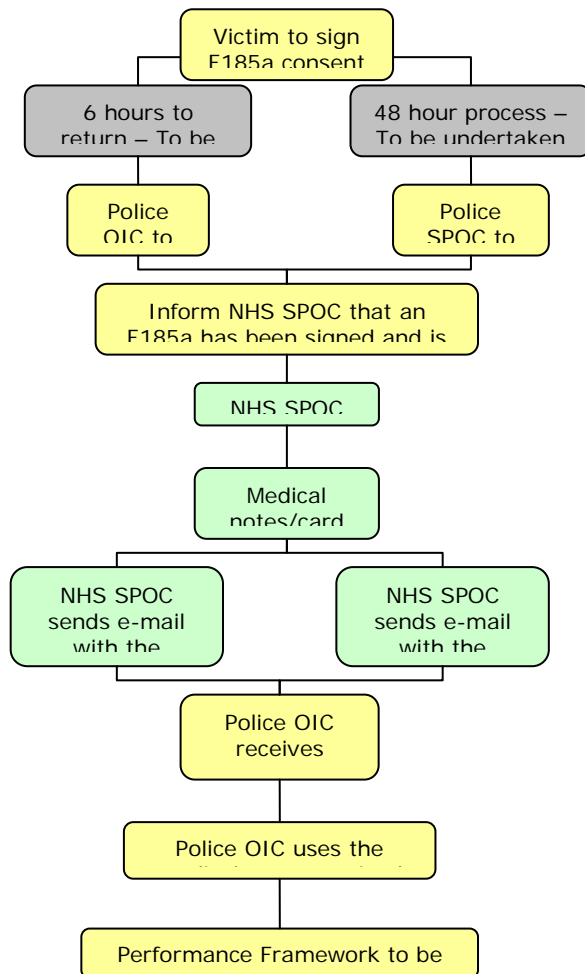 Victim to sign
F185a consent
6 hours to
return – To be
48 hour process –
To be undertaken
Police
OIC to
Police
SPOC to
Inform NHS SPOC that an
F185a has been signed and is
NHS SPOC
Medical
notes/card
NHS SPOC
sends e-mail
with the
NHS SPOC
sends e-mail
with the
Police OIC
receives
Police OIC uses the
Performance Framework to be